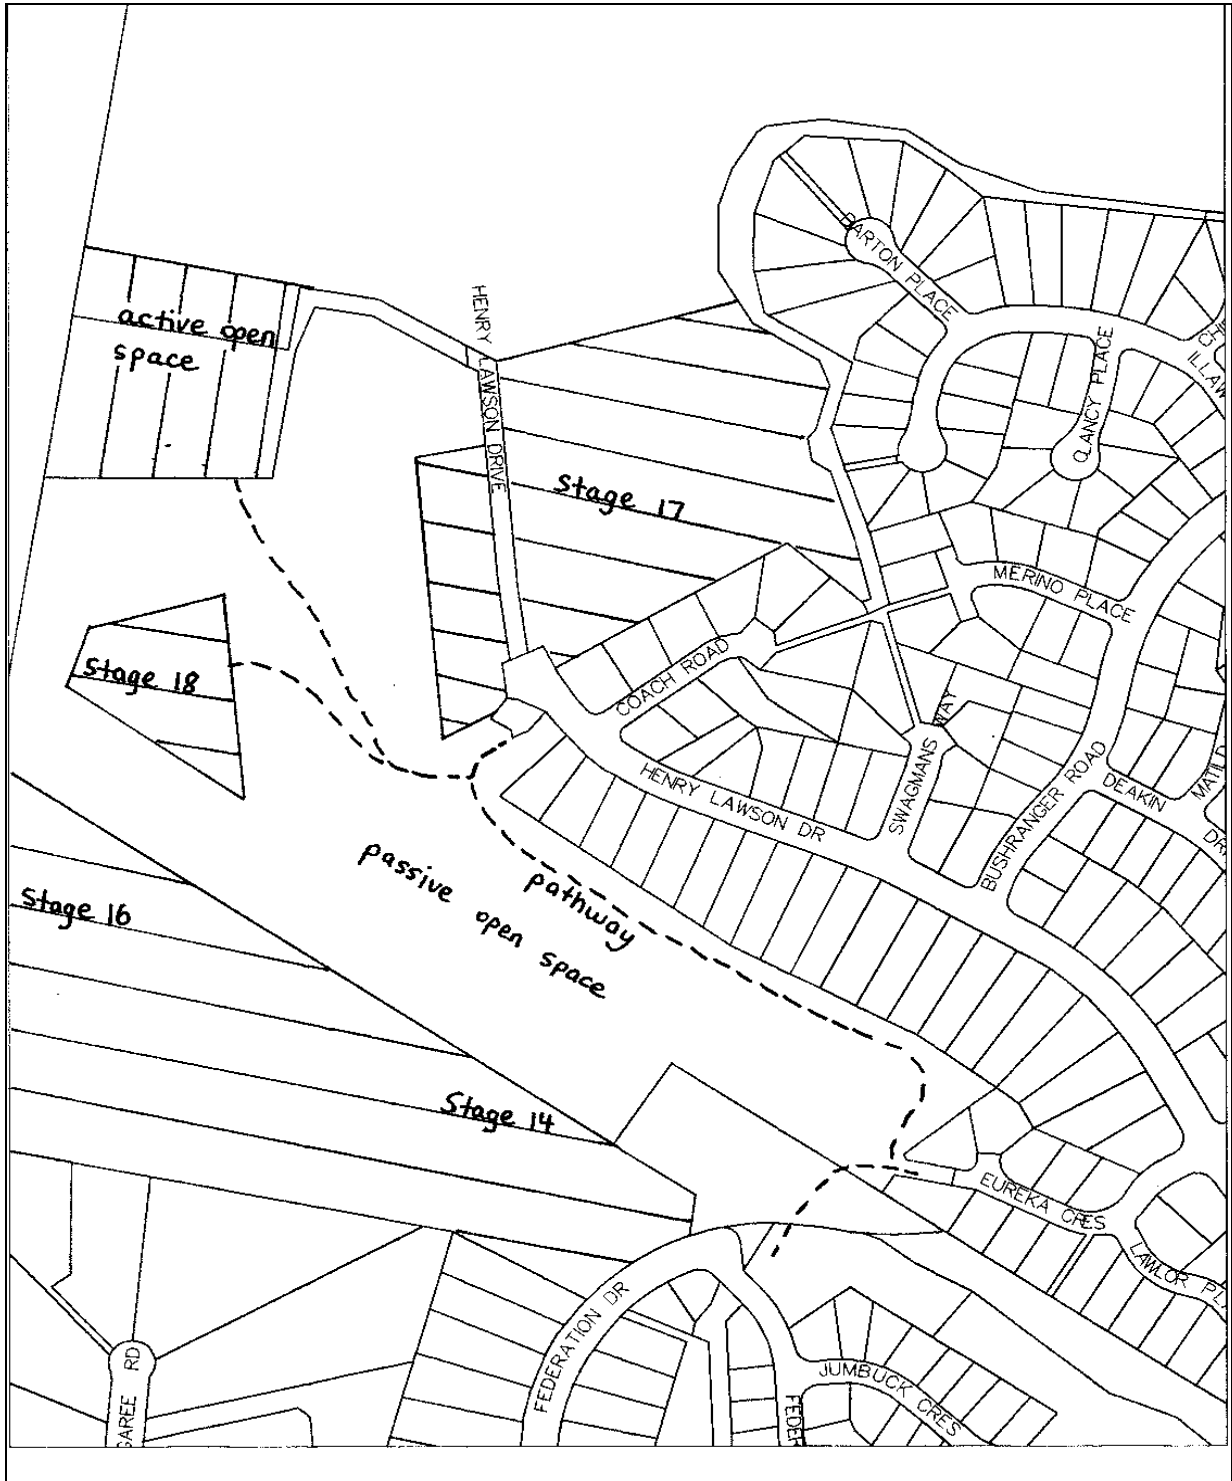 BARTON PLACE
HENRY LAWSON DRIVE
active open
space
CLANCY PLACE
Stage 17
MERINO PLACE
Stage 18
COACH ROAD
SWAGMANS WAY
HENRY LAWSON DR
BUSHRANGER ROAD
DEAKIN
passive open space
pathway
Stage 16
Stage 14
EUREKA CRES
LAWLOR PL
FEDERATION DR
JUMBUCK CRES
RD